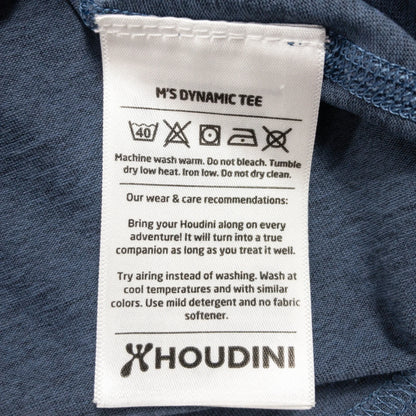 M'S DYNAMIC TEE
40
Machine wash warm. Do not bleach. Tumble
dry low heat. Iron low. Do not dry clean.
Our wear & care recommendations:
Bring your Houdini along on every
adventure! It will turn into a true
companion as long as you treat it well.
Try airing instead of washing. Wash at
cool temperatures and with similar
colors. Use mild detergent and no fabric
softener.
HOUDINI